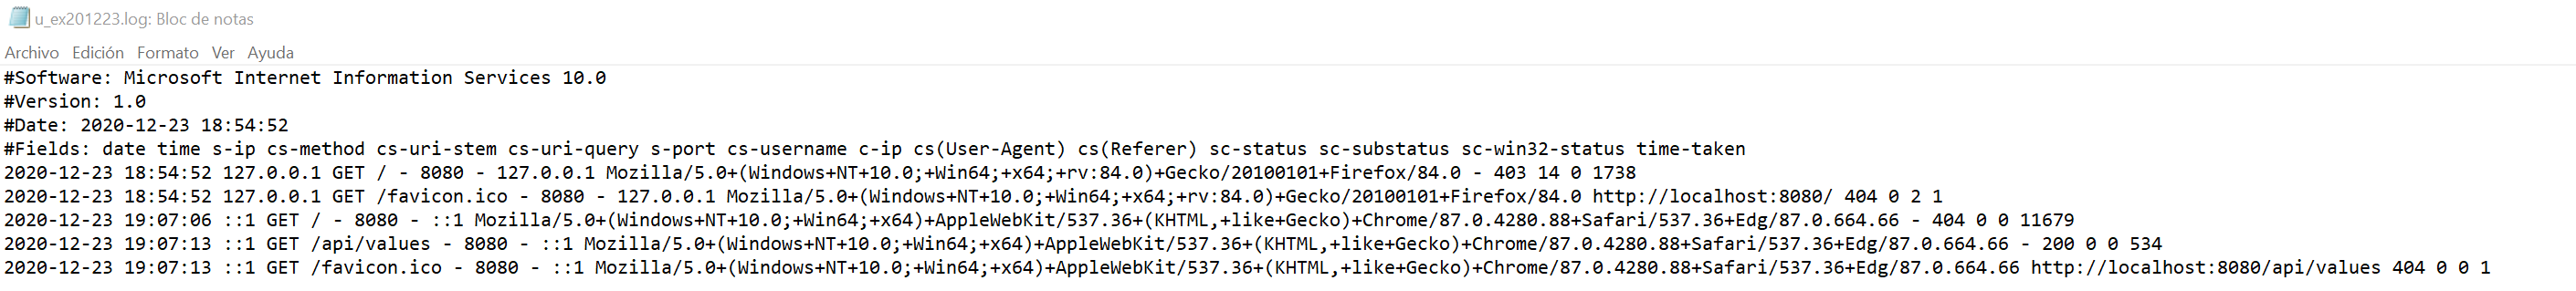 u_ex201223.log: Bloc de notas
Archivo Edición Formato Ver Ayuda
#Software: Microsoft Internet Information Services 10.0
#Version: 1.0
#Date: 2020-12-23 18:54:52
#Fields: date time s-ip cs-method cs-uri-stem cs-uri-query s-port cs-username c-ip cs(User-Agent) cs(Referer) sc-status sc-substatus sc-win32-status time-taken
2020-12-23 18:54:52 127.0.0.1 GET / - 8080 - 127.0.0.1 Mozilla/5.0+(Windows+NT+10.0;+Win64;+x64;+rv:84.0)+Gecko/20100101+Firefox/84.0 - 403 14 0 1738
2020-12-23 18:54:52 127.0.0.1 GET /favicon.ico - 8080 - 127.0.0.1 Mozilla/5.0+(Windows+NT+10.0;+Win64;+x64;+rv:84.0)+Gecko/20100101+Firefox/84.0 http://localhost:8080/ 404 0 2 1
2020-12-23 19:07:06 ::1 GET / - 8080 - ::1 Mozilla/5.0+(Windows+NT+10.0;+Win64;+x64)+AppleWebKit/537.36+(KHTML,+like+Gecko)+Chrome/87.0.4280.88+Safari/537.36+Edg/87.0.664.66 - 404 0 0 11679
2020-12-23 19:07:13 ::1 GET /api/values - 8080 - ::1 Mozilla/5.0+(Windows+NT+10.0;+Win64;+x64)+AppleWebKit/537.36+(KHTML,+like+Gecko)+Chrome/87.0.4280.88+Safari/537.36+Edg/87.0.664.66 - 200 0 0 534
2020-12-23 19:07:13 ::1 GET /favicon.ico - 8080 - ::1 Mozilla/5.0+(Windows+NT+10.0;+Win64;+x64)+AppleWebKit/537.36+(KHTML,+like+Gecko)+Chrome/87.0.4280.88+Safari/537.36+Edg/87.0.664.66 http://localhost:8080/api/values 404 0 0 1